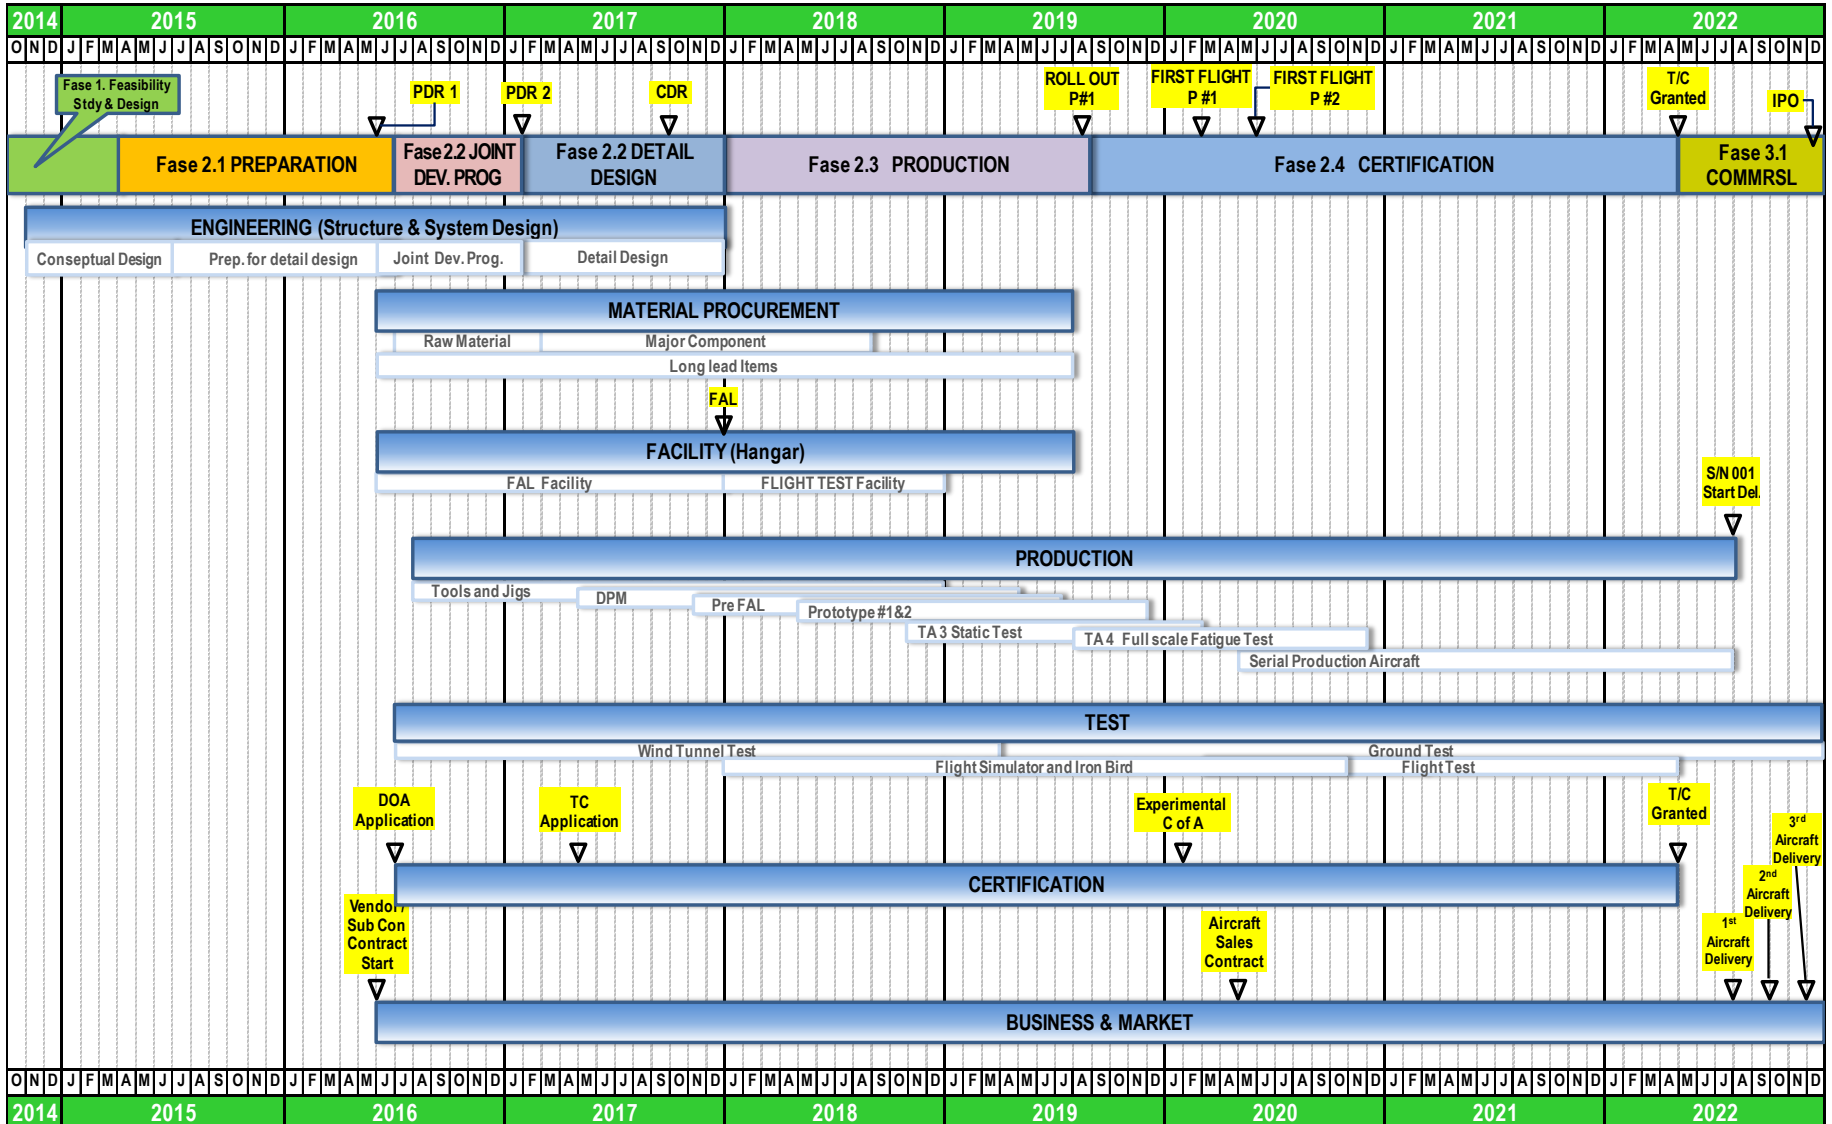 2014 2015 2016 2017 2018 2019 2020 2021 2022
O N D J F M A M J J A S O N D J F M A M J J A S O N D J F M A M J J A S O N D J F M A M J J A S O N D J F M A M J J A S O N D J F M A M J J A S O N D J F M A M J J A S O N D J F M A M J J A S O N D
Fase 1. Feasibility
Stdy & Design
PDR 1
PDR 2
CDR
ROLL OUT
P#1
FIRST FLIGHT
P #1
FIRST FLIGHT
P #2
T/C
Granted
IPO
Fase 2.1 PREPARATION
Fase 2.2 JOINT
DEV. PROG
Fase 2.2 DETAIL
DESIGN
Fase 2.3 PRODUCTION
Fase 2.4 CERTIFICATION
Fase 3.1
COMMRSL
ENGINEERING (Structure & System Design)
Conseptual Design
Prep. for detail design
Joint Dev. Prog.
Detail Design
MATERIAL PROCUREMENT
Raw Material
Major Component
Long lead Items
FAL
FACILITY (Hangar)
FAL Facility
FLIGHT TEST Facility
S/N 001
Start Del.
PRODUCTION
Tools and Jigs
DPM
Pre FAL
Prototype #1&2
TA 3 Static Test
TA 4 Full scale Fatigue Test
Serial Production Aircraft
TEST
Wind Tunnel Test
Ground Test
Flight Simulator and Iron Bird
Flight Test
DOA
Application
TC
Application
Experimental
C of A
T/C
Granted
3rd
Aircraft
Delivery
CERTIFICATION
2nd
Aircraft
Delivery
Vendor /
Sub Con
Contract
Start
Aircraft
Sales
Contract
1st
Aircraft
Delivery
BUSINESS & MARKET
O N D J F M A M J J A S O N D J F M A M J J A S O N D J F M A M J J A S O N D J F M A M J J A S O N D J F M A M J J A S O N D J F M A M J J A S O N D J F M A M J J A S O N D J F M A M J J A S O N D
2014 2015 2016 2017 2018 2019 2020 2021 2022